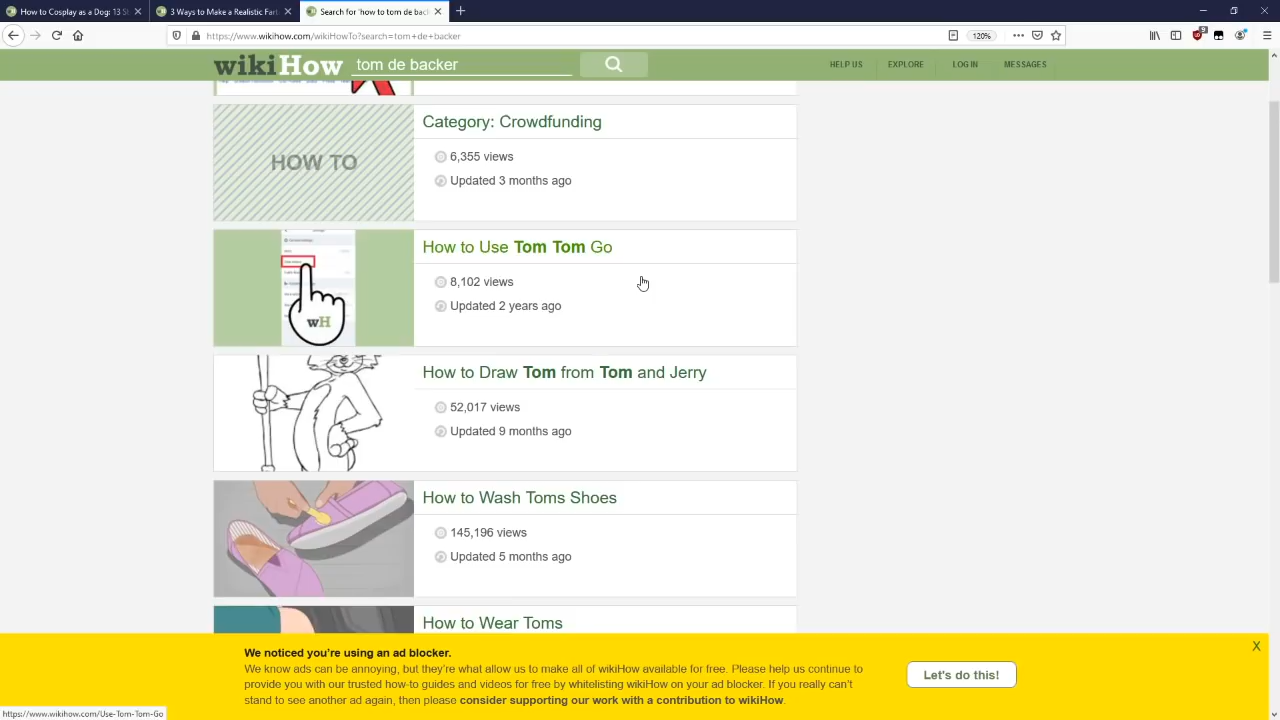 How to Cosplay as a Dog: 13 S
3 Ways to Make a Realistic Fart
Search for how to tom de back
https://www.wikihow.com/wikiHowTo?search=tom+de+backer
120%
wikiHow tom de backer
HELP US EXPLORE LOG IN MESSAGES
HOW TO
Category: Crowdfunding
6,355 views
Updated 3 months ago
How to Use Tom Tom Go
8,102 views
Updated 2 years ago
wH
How to Draw Tom from Tom and Jerry
52,017 views
Updated 9 months ago
How to Wash Toms Shoes
145,196 views
Updated 5 months ago
How to Wear Toms
We noticed you're using an ad blocker.
We know ads can be annoying, but they're what allow us to make all of wikiHow available for free. Please help us continue to
provide you with our trusted how-to guides and videos for free by whitelisting wikiHow on your ad blocker. If you really can't
stand to see another ad again, then please consider supporting our work with a contribution to wikiHow.
Let's do this!
X
https://www.wikihow.com/Use-Tom-Tom-Go